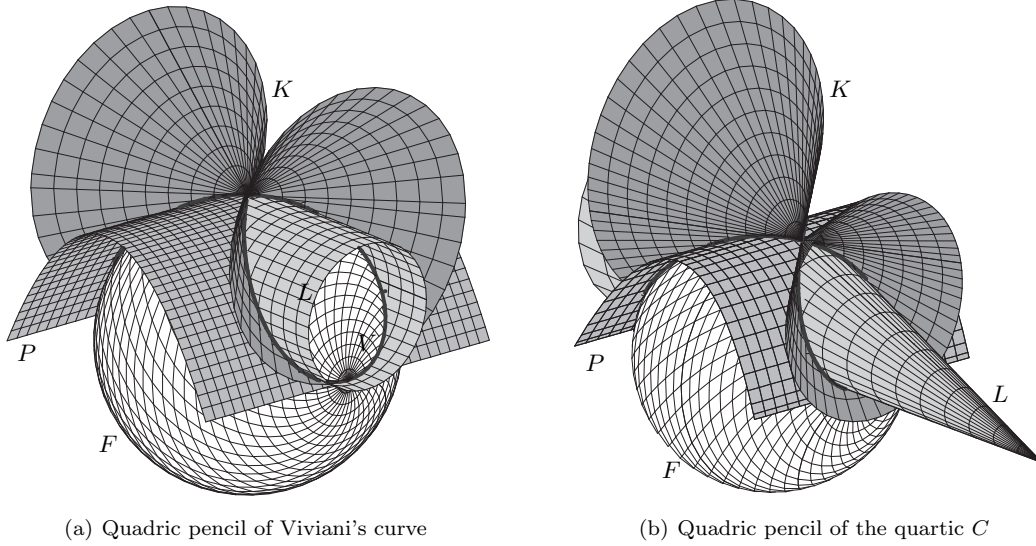 K
L
V
P
F
(a) Quadric pencil of Viviani's curve
K
P
L
F
(b) Quadric pencil of the quartic C